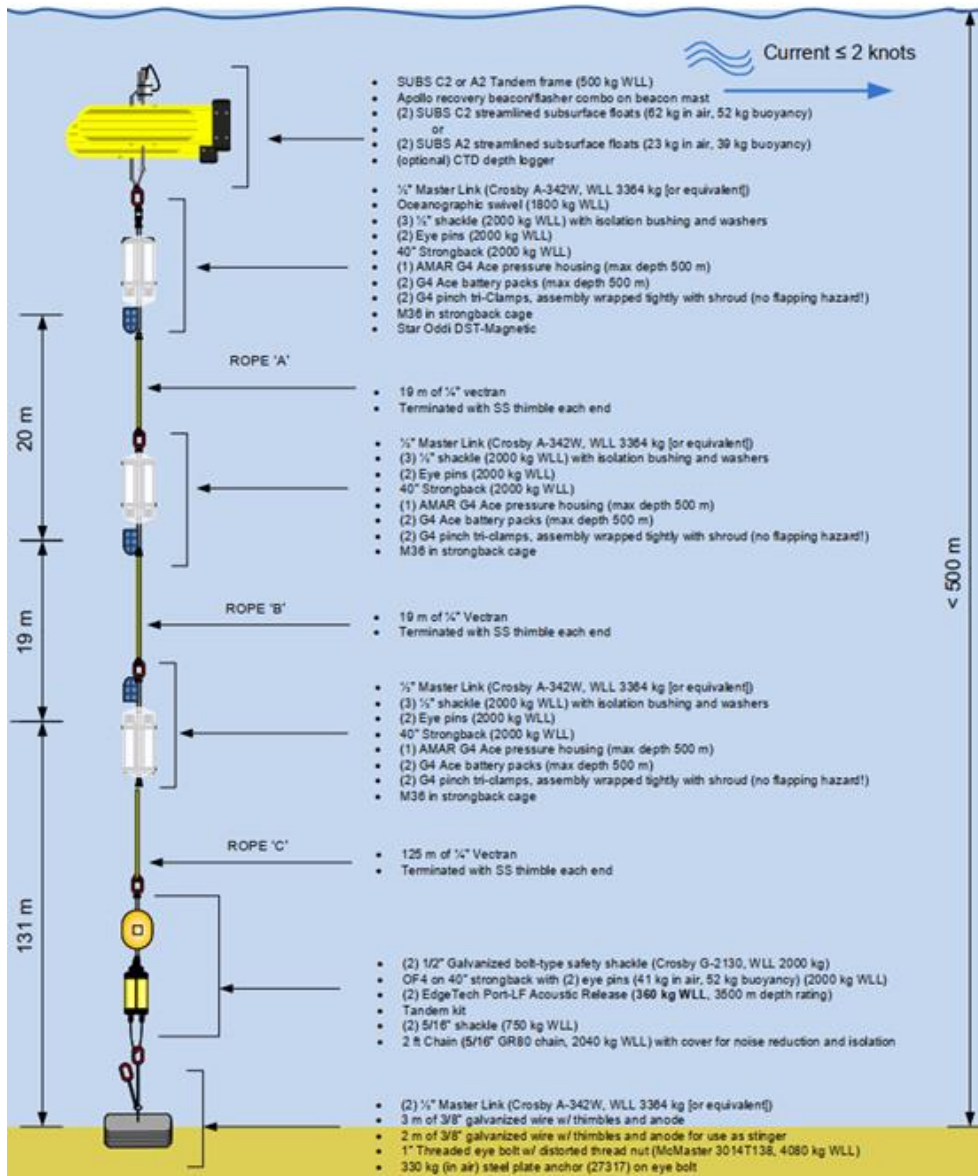 Current ≤ 2 knots
• SUBS C2 or A2 Tandem frame (500 kg WLL)
• Apollo recovery beacon/flasher combo on beacon mast
• (2) SUBS C2 streamlined subsurface floats (62 kg in air, 52 kg buoyancy)
• or
• (2) SUBS A2 streamlined subsurface floats (23 kg in air, 39 kg buoyancy)
• (optional) CTD depth logger
• ½" Master Link (Crosby A-342W, WLL 3364 kg [or equivalent])
• Oceanographic swivel (1800 kg WLL)
• (3) ½" shackle (2000 kg WLL) with isolation bushing and washers
• (2) Eye pins (2000 kg WLL)
• 40" Strongback (2000 kg WLL)
• (1) AMAR G4 Ace pressure housing (max depth 500 m)
• (2) G4 Ace battery packs (max depth 500 m)
• (2) G4 pinch tri-Clamps, assembly wrapped tightly with shroud (no flapping hazard!)
• M36 in strongback cage
• Star Oddi DST-Magnetic
ROPE 'A'
• 19 m of ¼" vectran
• Terminated with SS thimble each end
20 m
• ½" Master Link (Crosby A-342W, WLL 3364 kg [or equivalent])
• (3) ½" shackle (2000 kg WLL) with isolation bushing and washers
• (2) Eye pins (2000 kg WLL)
• 40" Strongback (2000 kg WLL)
• (1) AMAR G4 Ace pressure housing (max depth 500 m)
• (2) G4 Ace battery packs (max depth 500 m)
• (2) G4 pinch tri-clamps, assembly wrapped tightly with shroud (no flapping hazard!)
• M36 in strongback cage
< 500 m
ROPE 'B'
• 19 m of ¼" Vectran
• Terminated with SS thimble each end
19 m
• ½" Master Link (Crosby A-342W, WLL 3364 kg [or equivalent])
• (3) ½" shackle (2000 kg WLL) with isolation bushing and washers
• (2) Eye pins (2000 kg WLL)
• 40" Strongback (2000 kg WLL)
• (1) AMAR G4 Ace pressure housing (max depth 500 m)
• (2) G4 Ace battery packs (max depth 500 m)
• (2) G4 pinch tri-clamps, assembly wrapped tightly with shroud (no flapping hazard!)
• M36 in strongback cage
ROPE 'C'
• 125 m of ¼" Vectran
• Terminated with SS thimble each end
131 m
• (2) 1/2" Galvanized bolt-type safety shackle (Crosby G-2130, WLL 2000 kg)
• OF4 on 40" strongback with (2) eye pins (41 kg in air, 52 kg buoyancy) (2000 kg WLL)
• (2) EdgeTech Port-LF Acoustic Release (360 kg WLL, 3500 m depth rating)
• Tandem kit
• (2) 5/16" shackle (750 kg WLL)
• 2 ft Chain (5/16" GR80 chain, 2040 kg WLL) with cover for noise reduction and isolation
• (2) ½" Master Link (Crosby A-342W, WLL 3364 kg [or equivalent])
• 3 m of 3/8" galvanized wire w/ thimbles and anode
• 2 m of 3/8" galvanized wire w/ thimbles and anode for use as stinger
• 1" Threaded eye bolt w/ distorted thread nut (McMaster 3014T138, 4080 kg WLL)
• 330 kg (in air) steel plate anchor (27317) on eye bolt